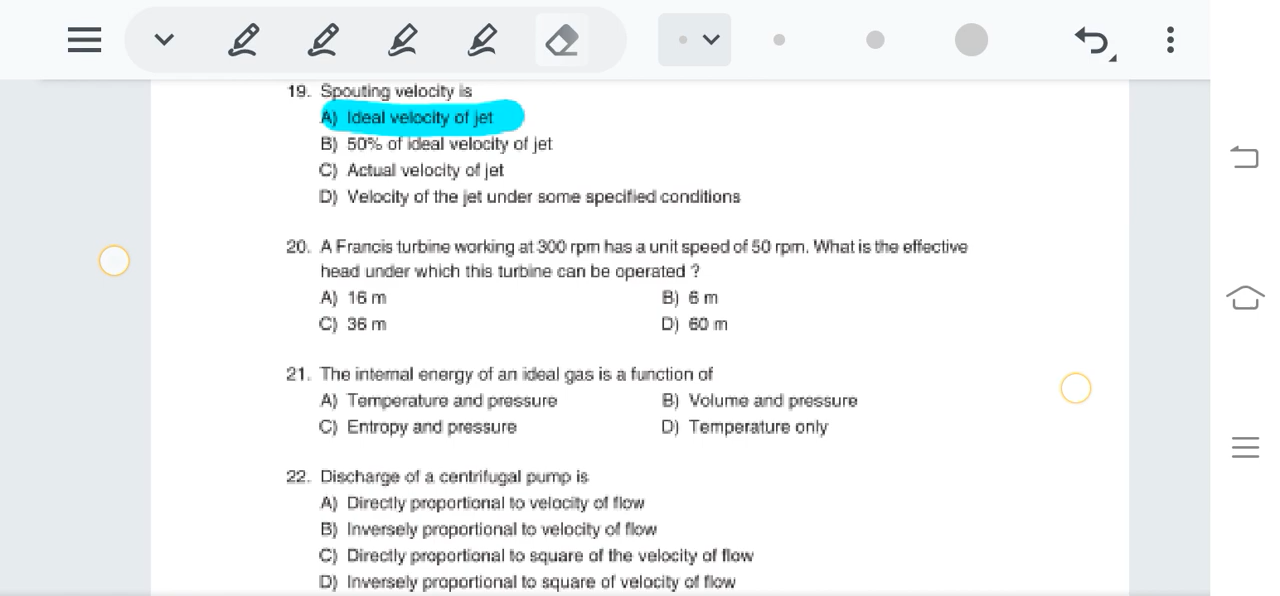 19. Spouting velocity is
A) Ideal velocity of jet
B) 50% of ideal velocity of jet
C) Actual velocity of jet
D) Velocity of the jet under some specified conditions
20. A Francis turbine working at 300 rpm has a unit speed of 50 rpm. What is the effective
head under which this turbine can be operated ?
A) 16 m B) 6 m
C) 36 m D) 60 m
21. The internal energy of an ideal gas is a function of
A) Temperature and pressure B) Volume and pressure
C) Entropy and pressure D) Temperature only
22. Discharge of a centrifugal pump is
A) Directly proportional to velocity of flow
B) Inversely proportional to velocity of flow
C) Directly proportional to square of the velocity of flow
D) Inversely proportional to square of velocity of flow